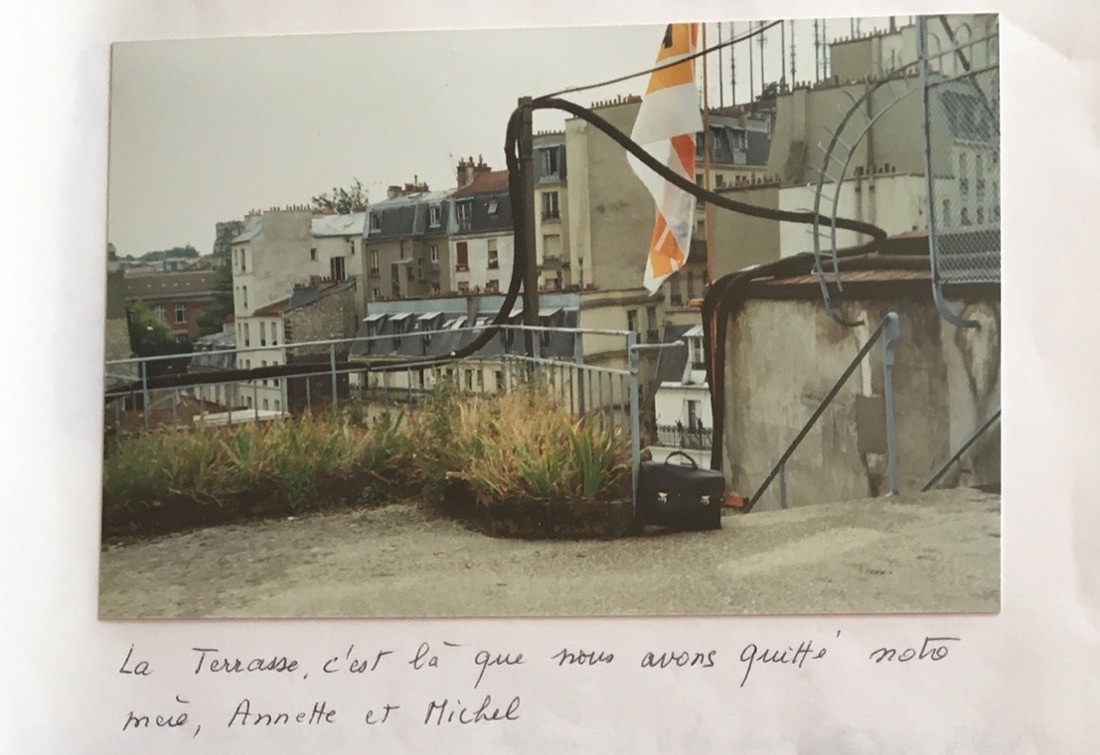 La Terrasse, c'est là que nous avons quitté notre
mère, Annette et Michel